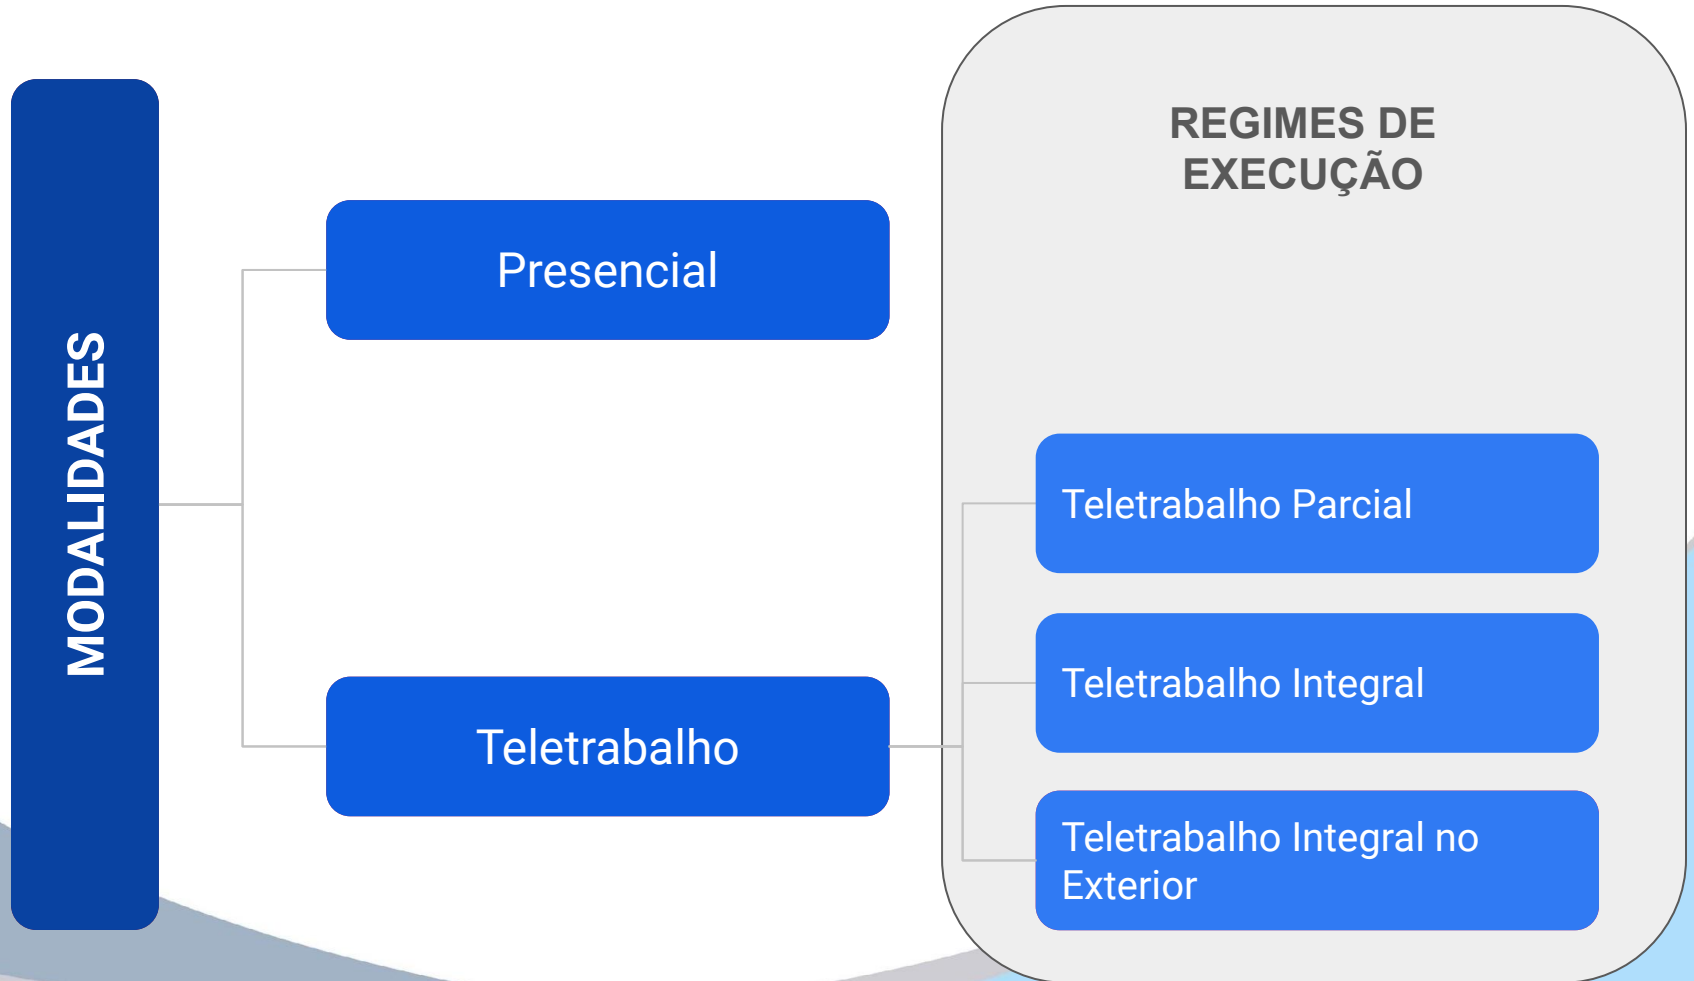 MODALIDADES
Presencial
Teletrabalho
REGIMES DE
EXECUÇÃO
Teletrabalho Parcial
Teletrabalho Integral
Teletrabalho Integral no
Exterior